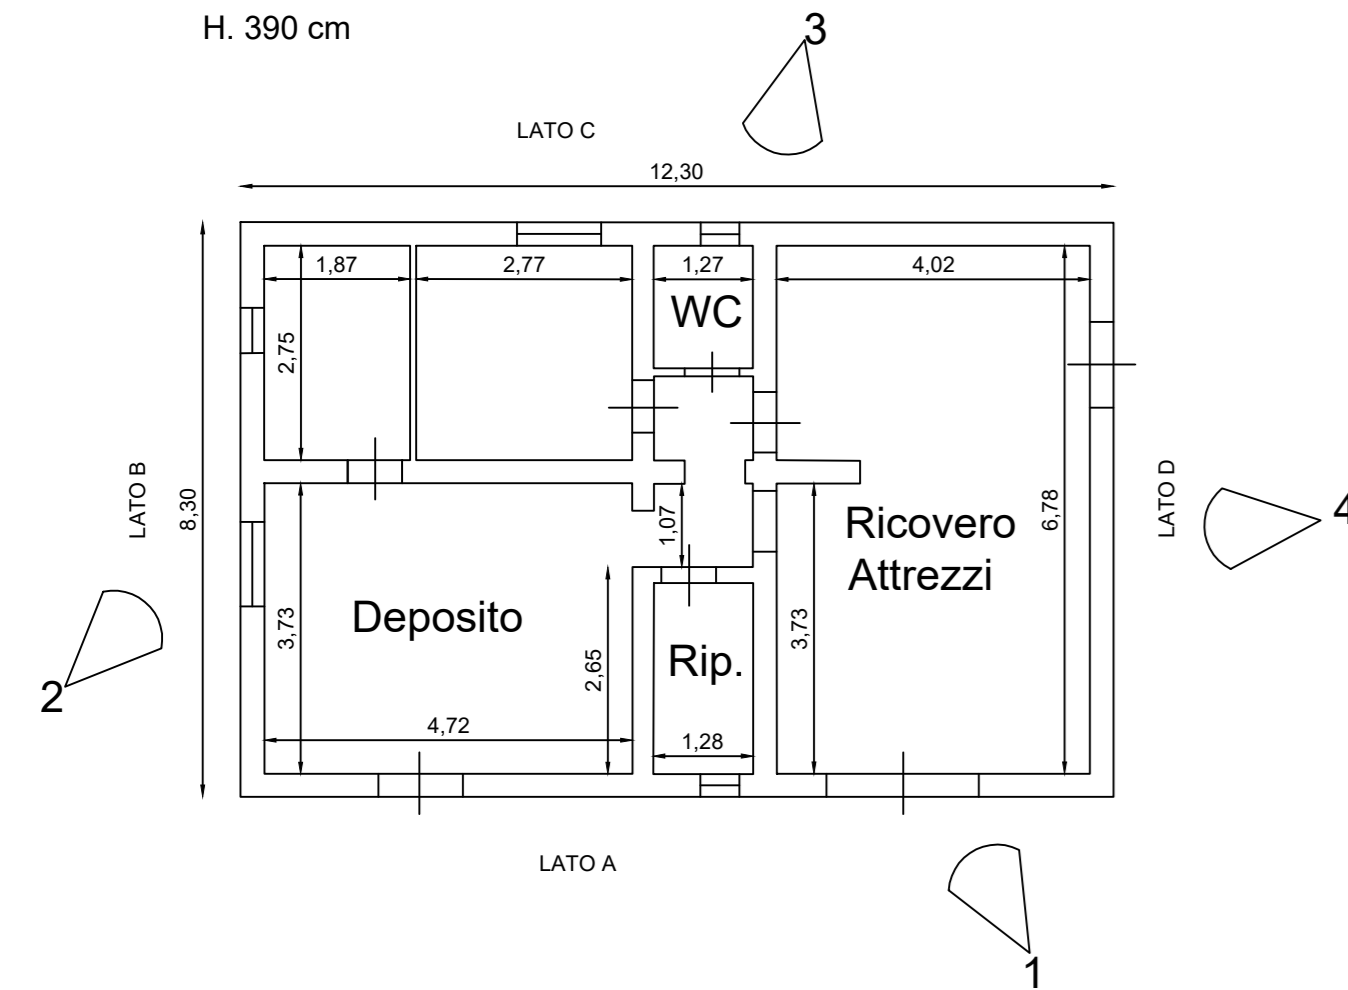 H. 390 cm
3
LATO C
12,30
1,87
2,77
1,27
4,02
WC
2,75
LATO B
8,30
1,07
6,78
LATO D
4
Ricovero
Attrezzi
Deposito
3,73
2,65
Rip.
3,73
2
4,72
1,28
LATO A
1